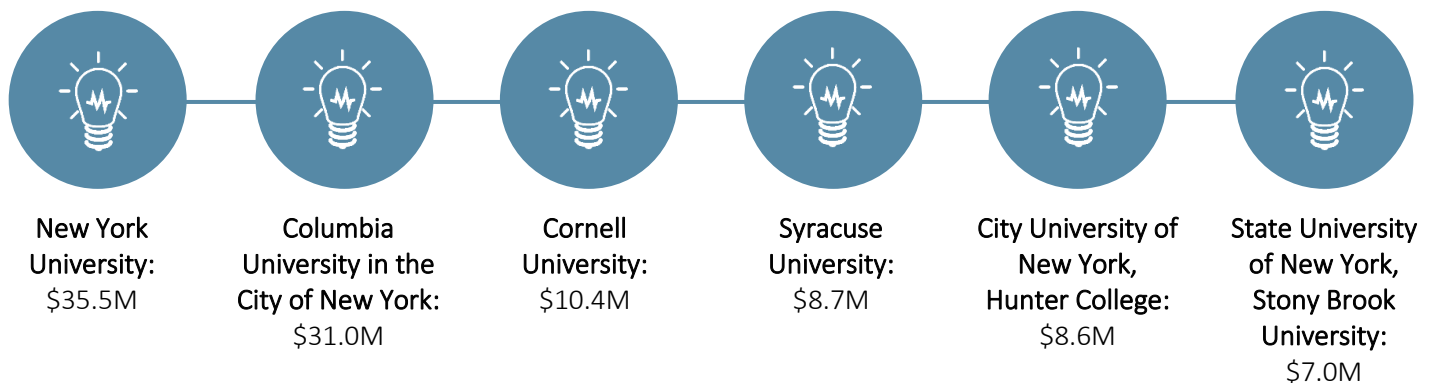 New York
University:
$35.5M
Columbia
University in the
City of New York:
$31.0M
Cornell
University:
$10.4M
Syracuse
University:
$8.7M
City University of
New York,
Hunter College:
$8.6M
State University
of New York,
Stony Brook
University:
$7.0M